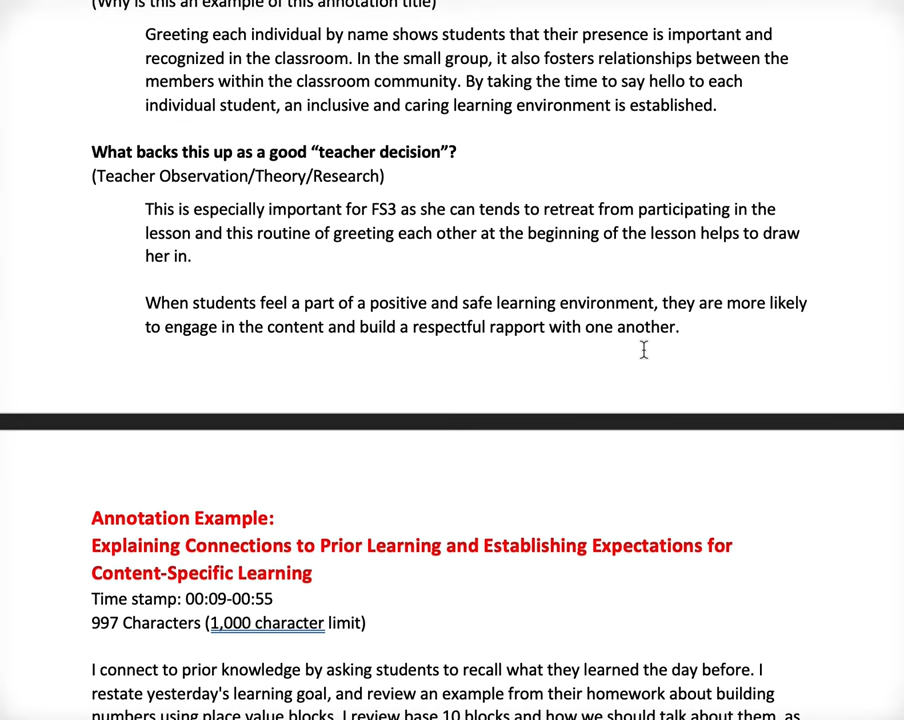 (Why is this an example of this annotation title)
Greeting each individual by name shows students that their presence is important and
recognized in the classroom. In the small group, it also fosters relationships between the
members within the classroom community. By taking the time to say hello to each
individual student, an inclusive and caring learning environment is established.
What backs this up as a good “teacher decision”?
(Teacher Observation/Theory/Research)
This is especially important for FS3 as she can tends to retreat from participating in the
lesson and this routine of greeting each other at the beginning of the lesson helps to draw
her in.
When students feel a part of a positive and safe learning environment, they are more likely
to engage in the content and build a respectful rapport with one another.
Annotation Example:
Explaining Connections to Prior Learning and Establishing Expectations for
Content-Specific Learning
Time stamp: 00:09-00:55
997 Characters (1,000 character limit)
I connect to prior knowledge by asking students to recall what they learned the day before. I
restate yesterday's learning goal, and review an example from their homework about building
numbers using place value blocks. I review base 10 blocks and how we should talk about them, as